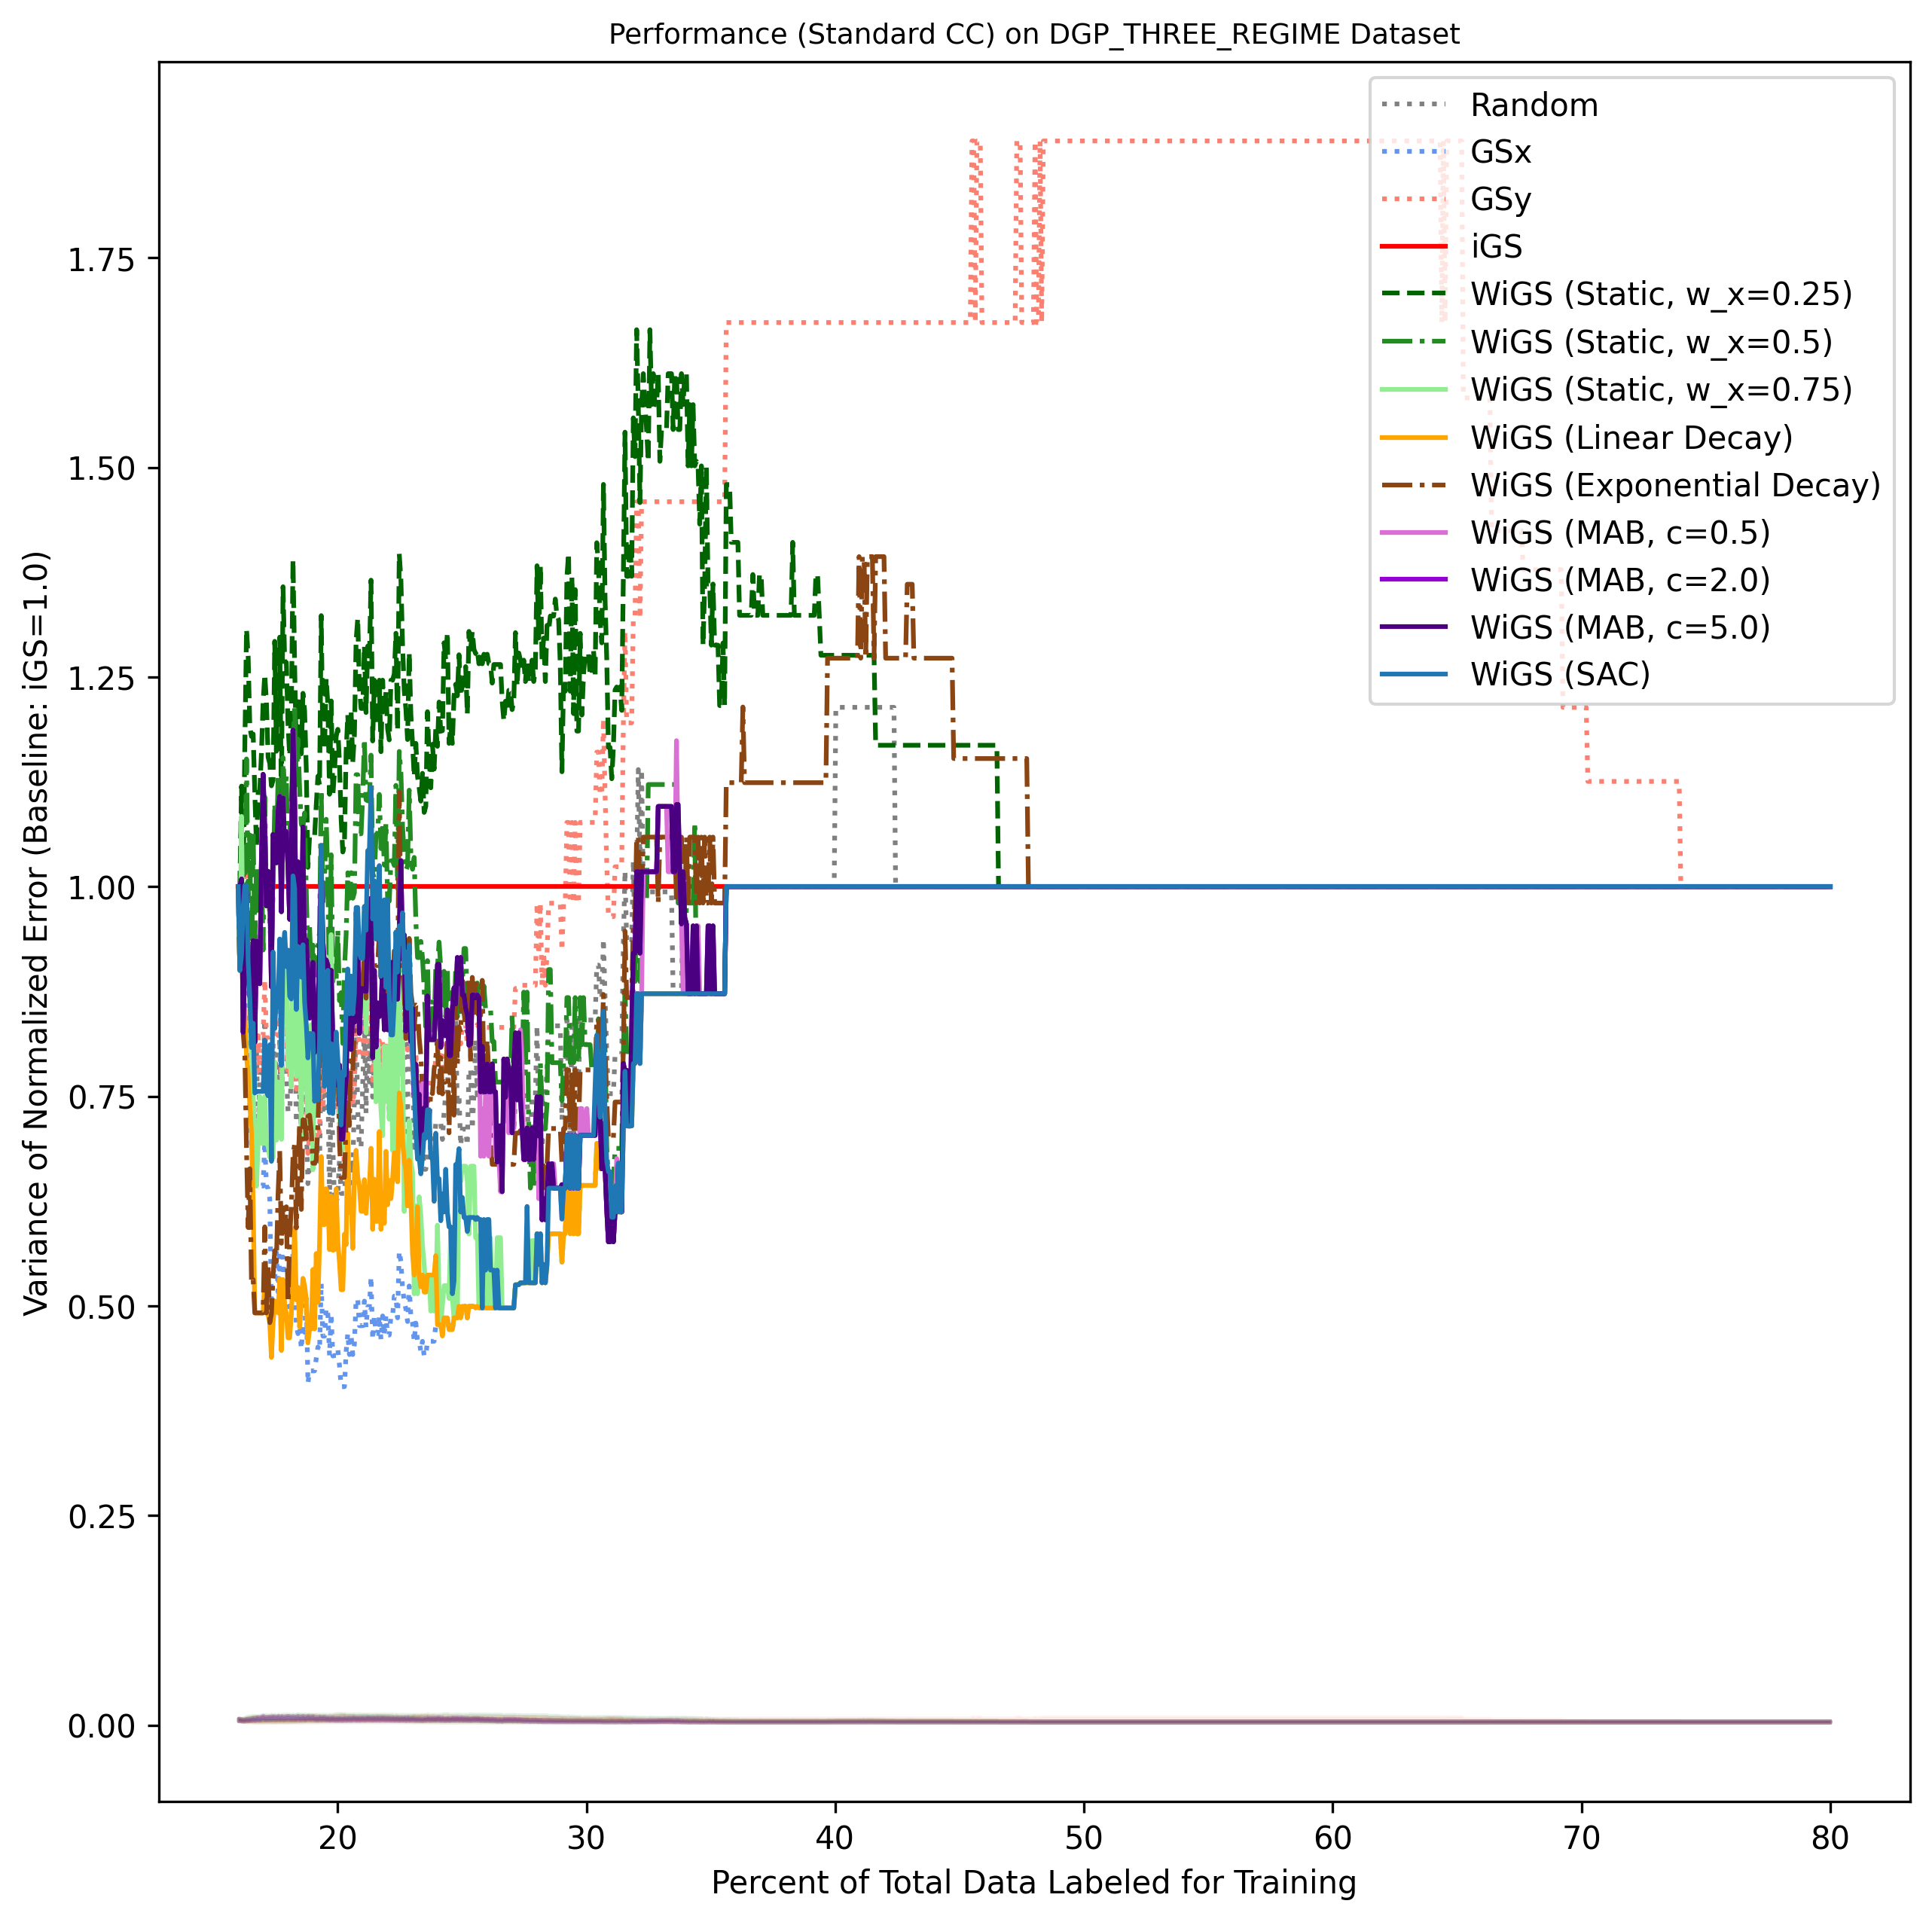 Performance (Standard CC) on DGP_THREE_REGIME Dataset
Variance of Normalized Error (Baseline: iGS=1.0)
1.75
1.50
1.25
1.00
0.75
0.50
0.25
0.00
Random
GSx
GSy
iGS
WiGS (Static, w_x=0.25)
WiGS (Static, w_x=0.5)
WiGS (Static, w_x=0.75)
WiGS (Linear Decay)
WiGS (Exponential Decay)
WiGS (MAB, c=0.5)
WiGS (MAB, c=2.0)
WiGS (MAB, c=5.0)
WiGS (SAC)
20 30 40 50 60 70 80
Percent of Total Data Labeled for Training